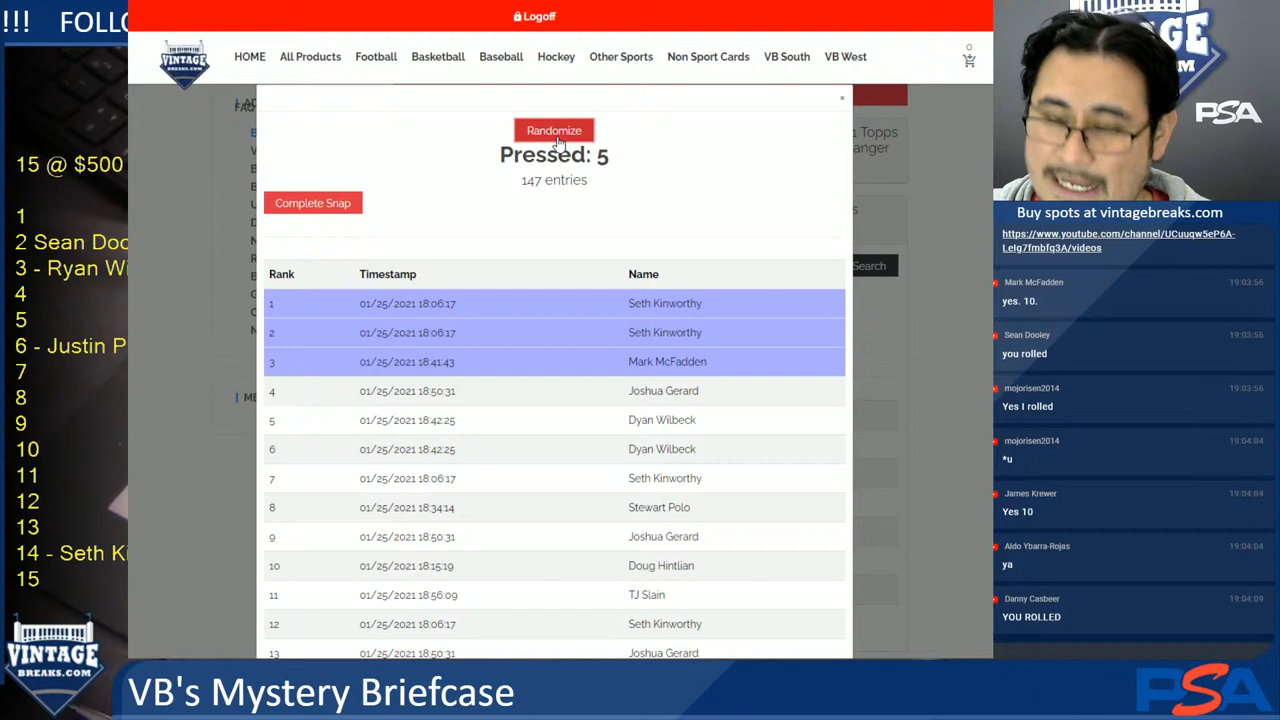 !!! FOLL
Logoff
VINTAGE
BREAKS.COM
HOME All Products Football Basketball Baseball Hockey Other Sports Non Sport Cards VB South VB West
0
×
Randomize
Pressed: 5
147 entries
Complete Snap
Search
1 Topps
anger
Rank Timestamp Name
1 01/25/2021 18:06:17 Seth Kinworthy
2 01/25/2021 18:06:17 Seth Kinworthy
3 01/25/2021 18:41:43 Mark McFadden
4 01/25/2021 18:50:31 Joshua Gerard
5 01/25/2021 18:42:25 Dyan Wilbeck
6 01/25/2021 18:42:25 Dyan Wilbeck
7 01/25/2021 18:06:17 Seth Kinworthy
8 01/25/2021 18:34:14 Stewart Polo
9 01/25/2021 18:50:31 Joshua Gerard
10 01/25/2021 18:15:19 Doug Hintlian
11 01/25/2021 18:56:09 TJ Slain
12 01/25/2021 18:06:17 Seth Kinworthy
13 01/25/2021 18:50:31 Joshua Gerard
15 @ $500
1
2 Sean Doo
3 - Ryan Wi
4
5
6 - Justin P
7
8
9
10
11
12
13
14 - Seth Ki
15
PSA
Buy spots at vintagebreaks.com
https://www.youtube.com/channel/UCuuqw5eP6A-
LeIg7fmbfq3A/videos
Mark McFadden 19:03:56
yes. 10.
Sean Dooley 19:03:56
you rolled
mojorisen2014 19:03:56
Yes I rolled
mojorisen2014 19:04:04
*u
James Krewer 19:04:04
Yes 10
Aldo Ybarra-Rojas 19:04:04
ya
Danny Casbeer 19:04:09
YOU ROLLED
VINTAGE
BREAKS.COM
VB's Mystery Briefcase
PSA